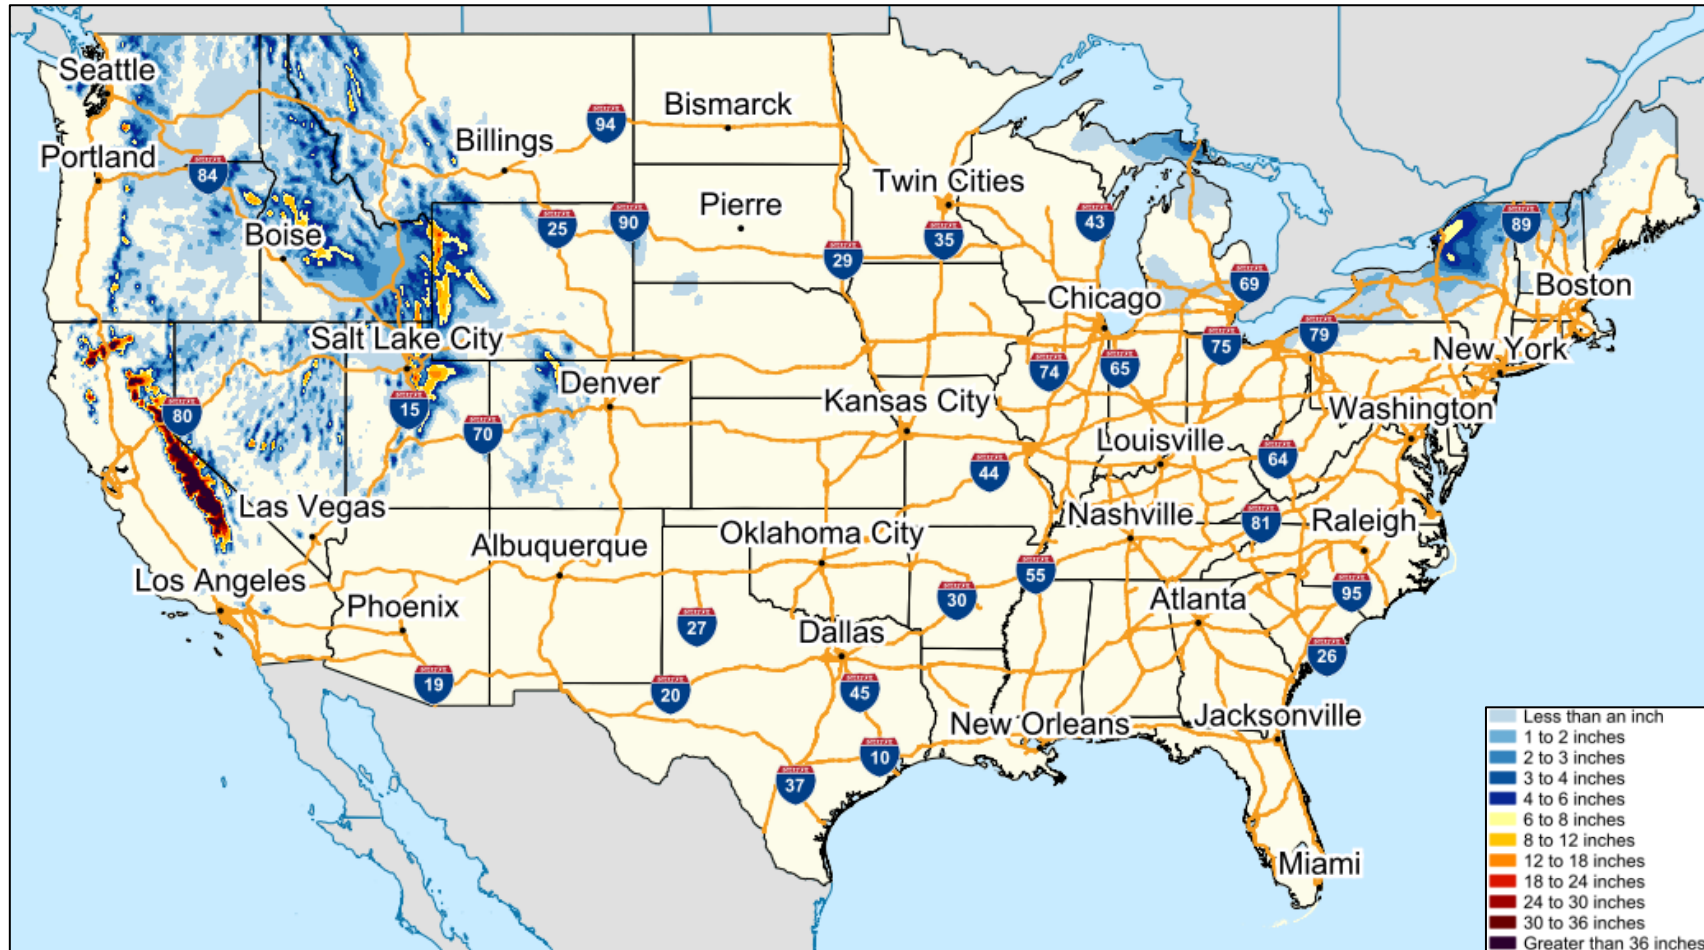 Seattle
Bismarck
94
Billings
Portland
84
Twin Cities
Pierre
Boise
25
90
43
35
89
29
69
Boston
Chicago
Salt Lake City
79
75
New York
74
65
Denver
Kansas City
15
80
Washington
70
Louisville
64
44
Las Vegas
Nashville
81
Raleigh
Oklahoma City
Albuquerque
55
Los Angeles
95
30
Atlanta
Phoenix
27
Dallas
26
19
20
45
New Orleans
Jacksonville
10
37
Miami
Less than an inch
1 to 2 inches
2 to 3 inches
3 to 4 inches
4 to 6 inches
6 to 8 inches
8 to 12 inches
12 to 18 inches
18 to 24 inches
24 to 30 inches
30 to 36 inches
Greater than 36 inches